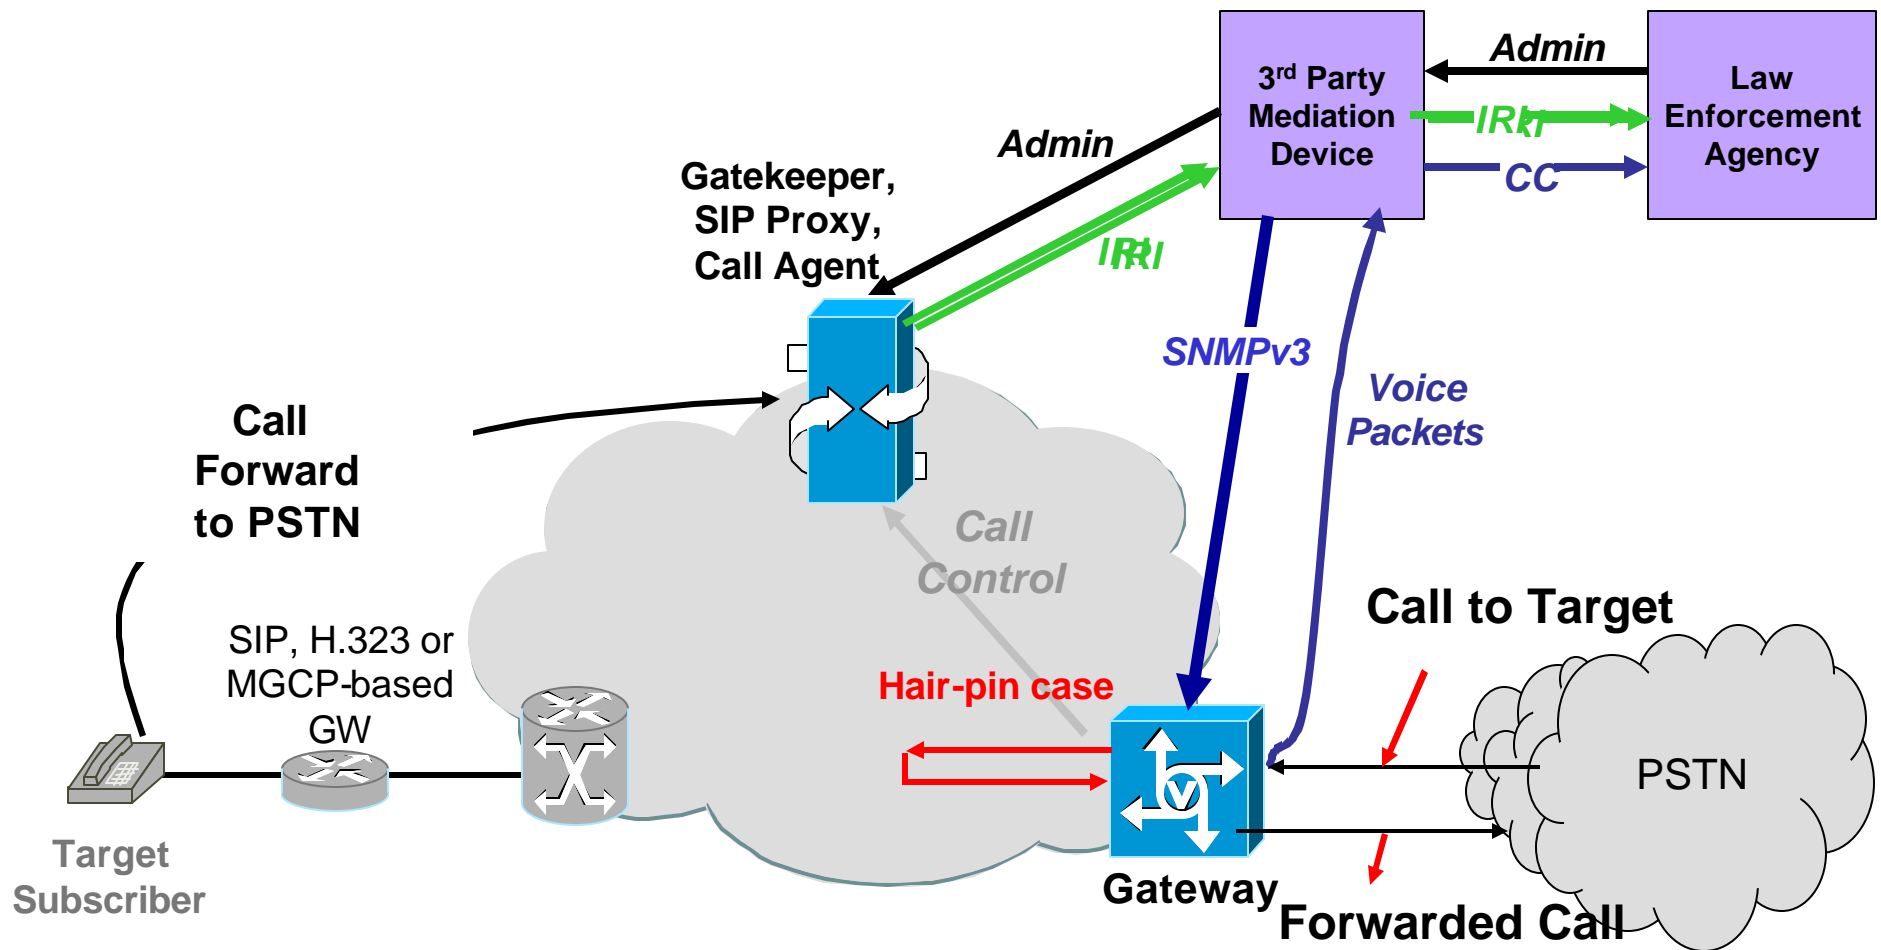 Admin
3rd Party
Mediation
Device
Law
Enforcement
Agency
IRI
CC
Admin
Gatekeeper,
SIP Proxy,
Call Agent
IRI
IRI
SNMPv3
Voice
Packets
Call
Forward
to PSTN
Call
Control
Call to Target
SIP, H.323 or
MGCP-based
GW
Hair-pin case
PSTN
V
Target
Subscriber
Gateway
Forwarded Call